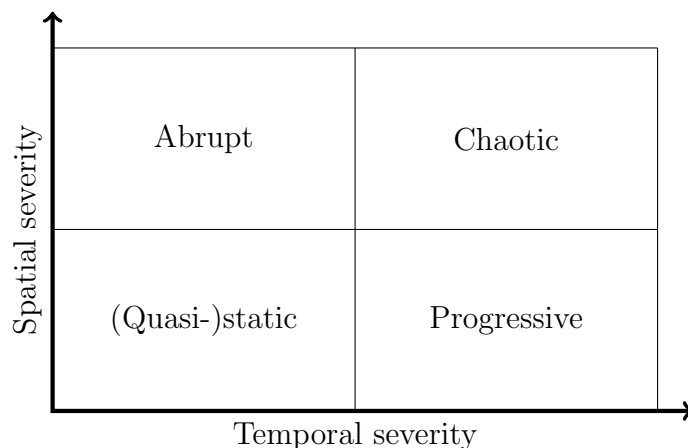 Abrupt
Chaotic
Spatial severity
(Quasi-)static
Progressive
Temporal severity